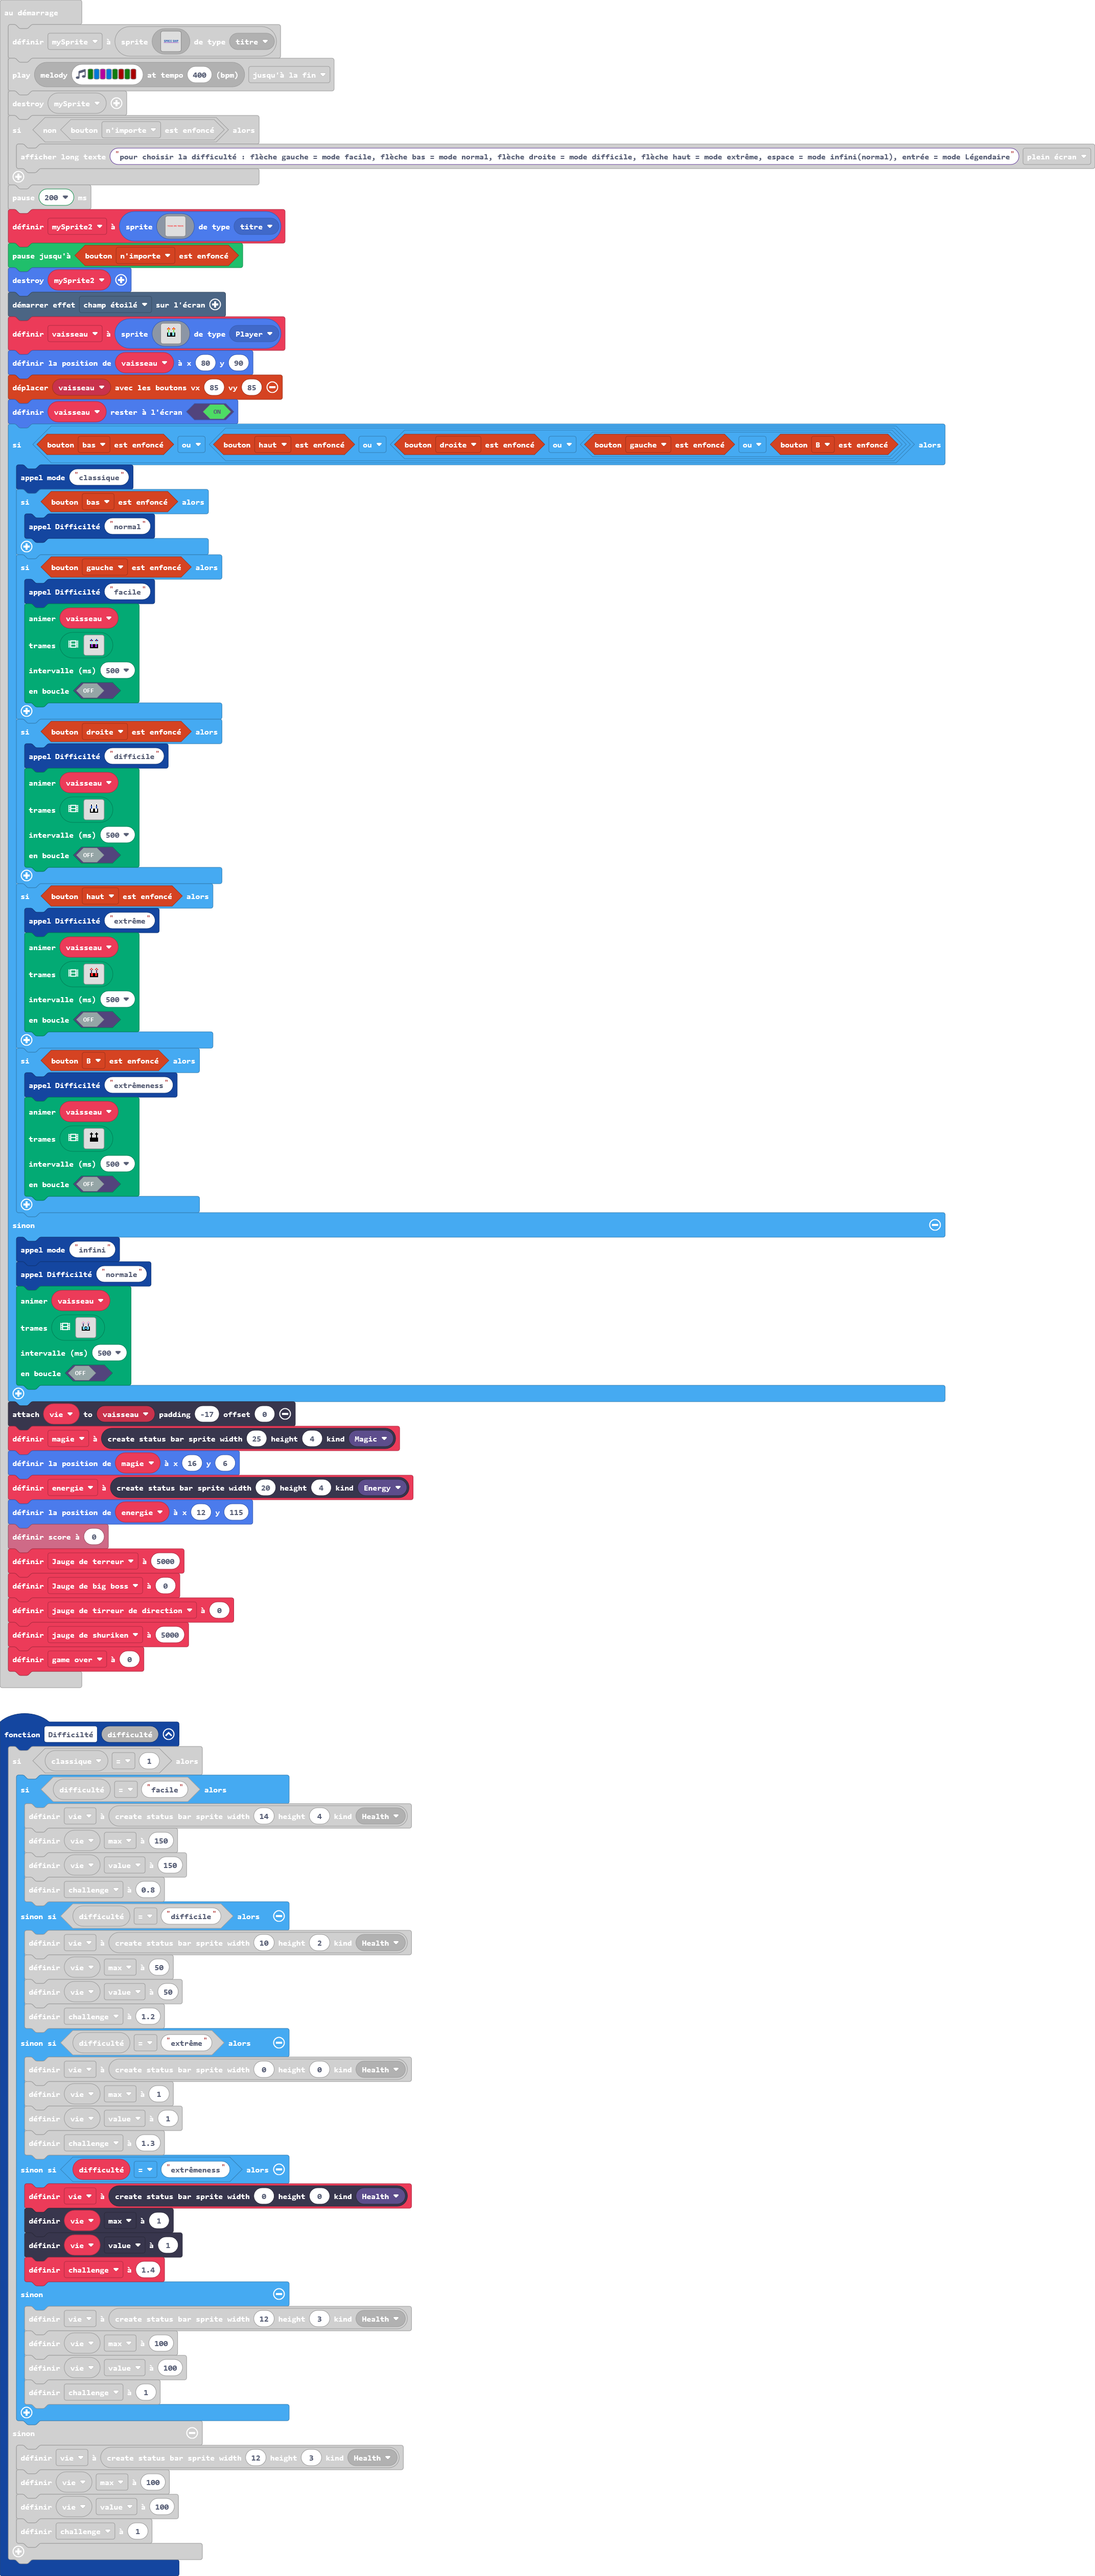 au démarrage
définir mySprite à sprite de type titre
play melody at tempo 400 (bpm) jusqu'à la fin
destroy mySprite
si non bouton n'importe est enfoncé alors
afficher long texte "pour choisir la difficulté : flèche gauche = mode facile, flèche bas = mode normal, flèche droite = mode difficile, flèche haut = mode extrême, espace = mode infini(normal), entrée = mode Légendaire" plein écran
pause 200 ms
définir mySprite2 à sprite de type titre
pause jusqu'à bouton n'importe est enfoncé
destroy mySprite2
démarrer effet champ étoilé sur l'écran
définir vaisseau à sprite de type Player
définir la position de vaisseau à x 80 y 90
déplacer vaisseau avec les boutons vx 85 vy 85
définir vaisseau rester à l'écran ON
si bouton bas est enfoncé ou bouton haut est enfoncé ou bouton droite est enfoncé ou bouton gauche est enfoncé ou bouton B est enfoncé alors
appel mode "classique"
si bouton bas est enfoncé alors
appel Difficilté "normal"
si bouton gauche est enfoncé alors
appel Difficilté "facile"
animer vaisseau
trames
intervalle (ms) 500
en boucle OFF
si bouton droite est enfoncé alors
appel Difficilté "difficile"
animer vaisseau
trames
intervalle (ms) 500
en boucle OFF
si bouton haut est enfoncé alors
appel Difficilté "extrême"
animer vaisseau
trames
intervalle (ms) 500
en boucle OFF
si bouton B est enfoncé alors
appel Difficilté "extrêmeness"
animer vaisseau
trames
intervalle (ms) 500
en boucle OFF
sinon
appel mode "infini"
appel Difficilté "normale"
animer vaisseau
trames
intervalle (ms) 500
en boucle OFF
attach vie to vaisseau padding -17 offset 0
définir magie à create status bar sprite width 25 height 4 kind Magic
définir la position de magie à x 16 y 6
définir energie à create status bar sprite width 20 height 4 kind Energy
définir la position de energie à x 12 y 115
définir score à 0
définir Jauge de terreur à 5000
définir Jauge de big boss à 0
définir jauge de tirreur de direction à 0
définir jauge de shuriken à 5000
définir game over à 0
fonction Difficilté difficulté
si classique = 1 alors
si difficulté = "facile" alors
définir vie à create status bar sprite width 14 height 4 kind Health
définir vie max à 150
définir vie value à 150
définir challenge à 0.8
sinon si difficulté = "difficile" alors
définir vie à create status bar sprite width 10 height 2 kind Health
définir vie max à 50
définir vie value à 50
définir challenge à 1.2
sinon si difficulté = "extrême" alors
définir vie à create status bar sprite width 0 height 0 kind Health
définir vie max à 1
définir vie value à 1
définir challenge à 1.3
sinon si difficulté = "extrêmeness" alors
définir vie à create status bar sprite width 0 height 0 kind Health
définir vie max à 1
définir vie value à 1
définir challenge à 1.4
sinon
définir vie à create status bar sprite width 12 height 3 kind Health
définir vie max à 100
définir vie value à 100
définir challenge à 1
sinon
définir vie à create status bar sprite width 12 height 3 kind Health
définir vie max à 100
définir vie value à 100
définir challenge à 1